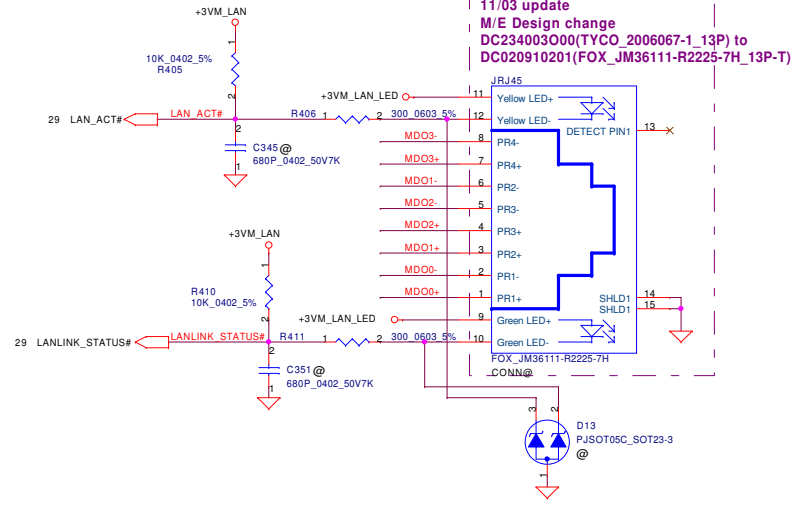 11/03 update
M/E Design change
DC234003O00(TYCO_2006067-1_13P) to
DC020910201(FOX_JM36111-R2225-7H_13P-T)
+3VM_LAN
1
10K_0402_5%
R405
2
29 LAN_ACT# LAN_ACT#
R406 1 2 300_0603_5%
2
C345@
680P_0402_50V7K
1
+3VM_LAN_LED
JRJ45
11 Yellow LED+
12 Yellow LED-
DETECT PIN1 13
MDO3- 8 PR4-
MDO3+ 7 PR4+
MDO1- 6 PR2-
MDO2- 5 PR3-
MDO2+ 4 PR3+
MDO1+ 3 PR2+
MDO0- 2 PR1-
MDO0+ 1 PR1+
SHLD1 14
SHLD1 15
+3VM_LAN_LED 9 Green LED+
10 Green LED-
FOX_JM36111-R2225-7H
CONN@
+3VM_LAN
1
R410
10K_0402_5%
2
29 LANLINK_STATUS# LANLINK_STATUS#
R411 1 2 300_0603_5%
2
C351@
680P_0402_50V7K
1
3 2
D13
PJSOT05C_SOT23-3
@
1